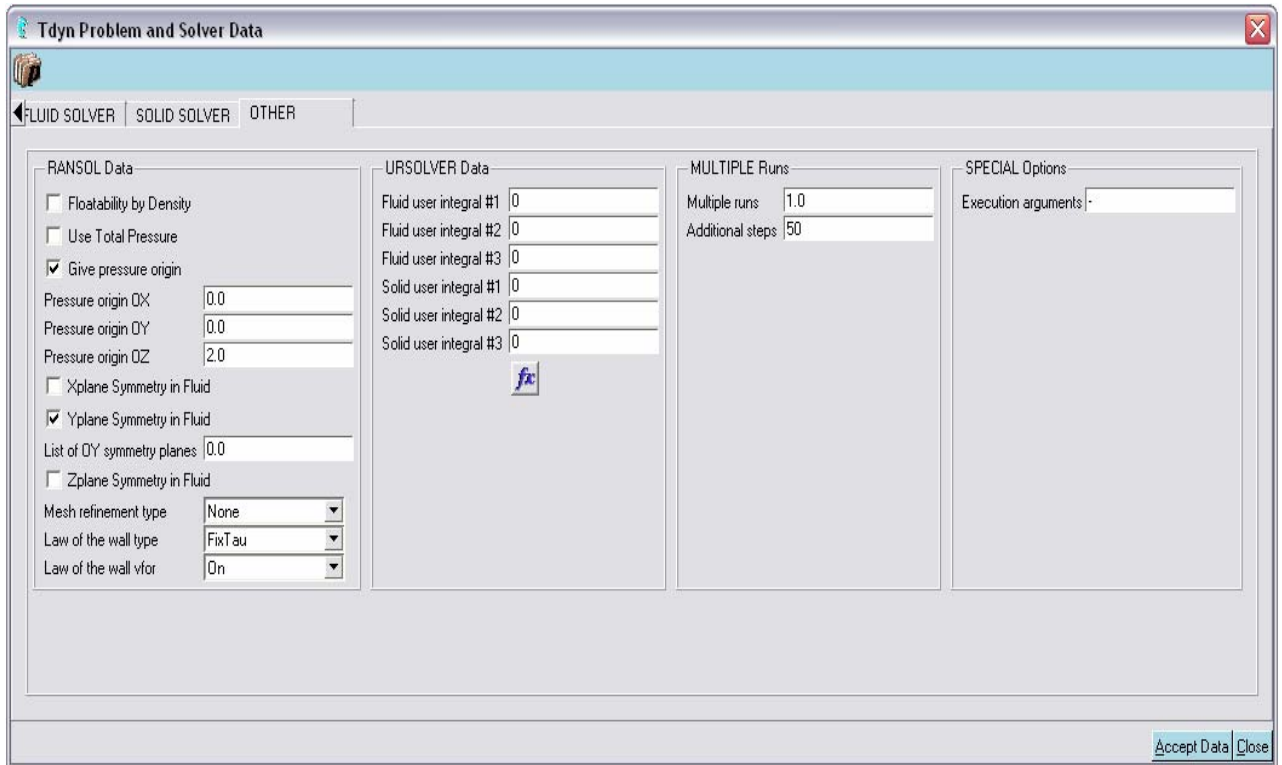 Tdyn Problem and Solver Data
FLUID SOLVER SOLID SOLVER OTHER
RANSOL Data
Floatability by Density
Use Total Pressure
Give pressure origin
Pressure origin OX 0.0
Pressure origin OY 0.0
Pressure origin OZ 2.0
Xplane Symmetry in Fluid
Yplane Symmetry in Fluid
List of OY symmetry planes 0.0
Zplane Symmetry in Fluid
Mesh refinement type None
Law of the wall type FixTau
Law of the wall vfor On
URSOLVER Data
Fluid user integral #1 0
Fluid user integral #2 0
Fluid user integral #3 0
Solid user integral #1 0
Solid user integral #2 0
Solid user integral #3 0
fx
MULTIPLE Runs
Multiple runs 1.0
Additional steps 50
SPECIAL Options
Execution arguments -
Accept Data Close